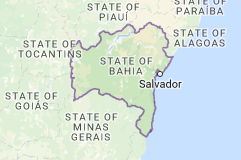 STATE OF
PIAUÍ
STATE OF
PARAÍBA
STATE OF
ALAGOAS
STATE OF
TOCANTINS
STATE OF
BAHIA
Salvador
STATE OF
GOIÁS
STATE OF
MINAS
GERAIS